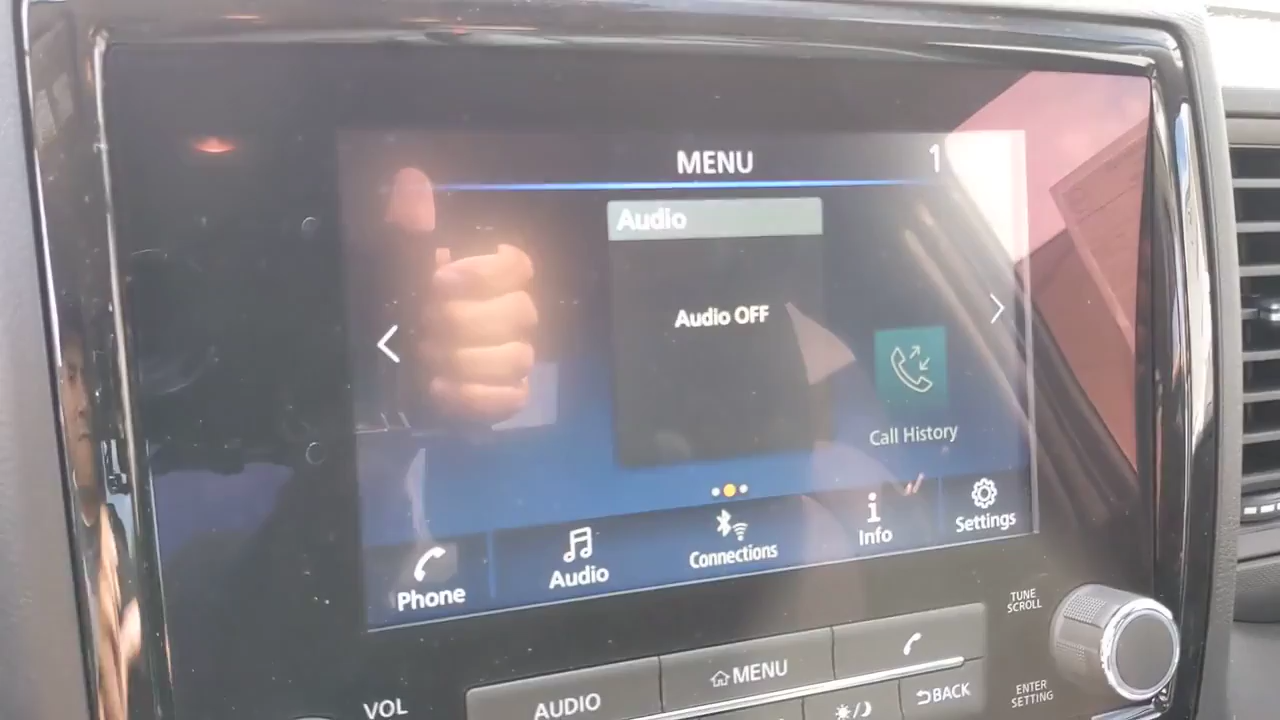 MENU
1
Audio
Audio OFF
Call History
Phone
Audio
Connections
Info
Settings
TUNE
SCROLL
MENU
AUDIO
BACK
ENTER
SETTING
VOL